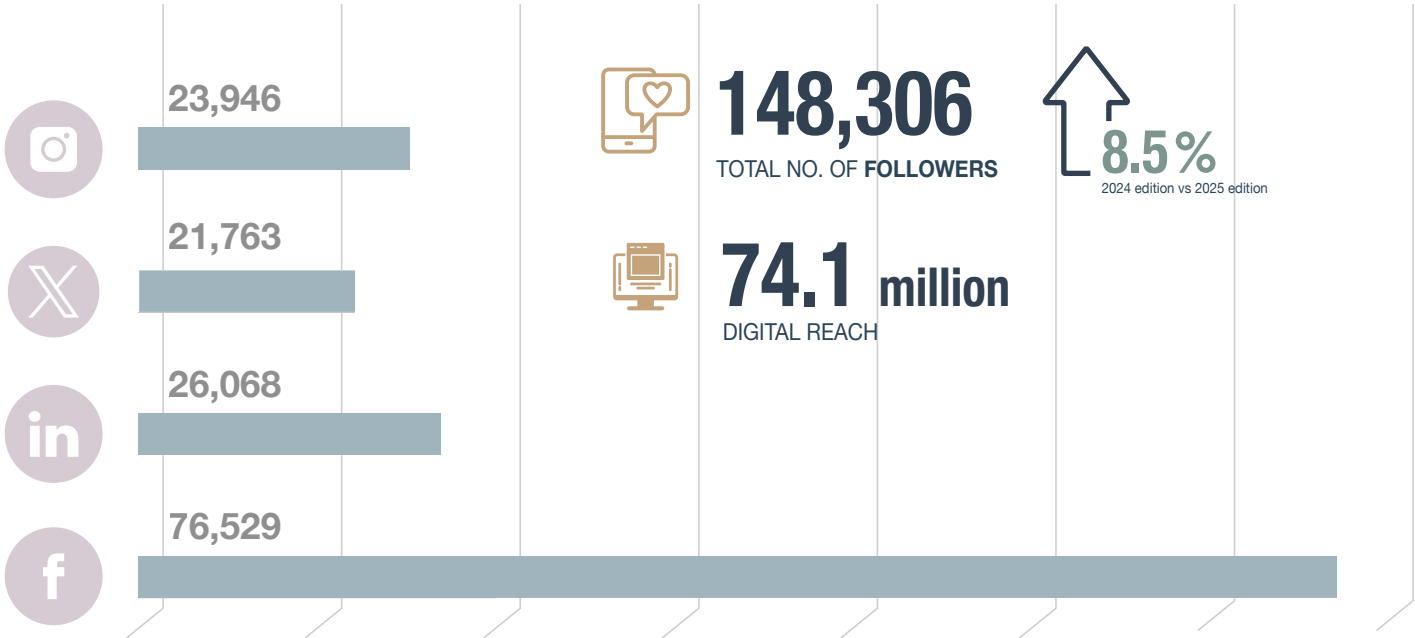 23,946
148,306
TOTAL NO. OF FOLLOWERS
8.5%
2024 edition vs 2025 edition
21,763
74.1 million
DIGITAL REACH
in
26,068
f
76,529